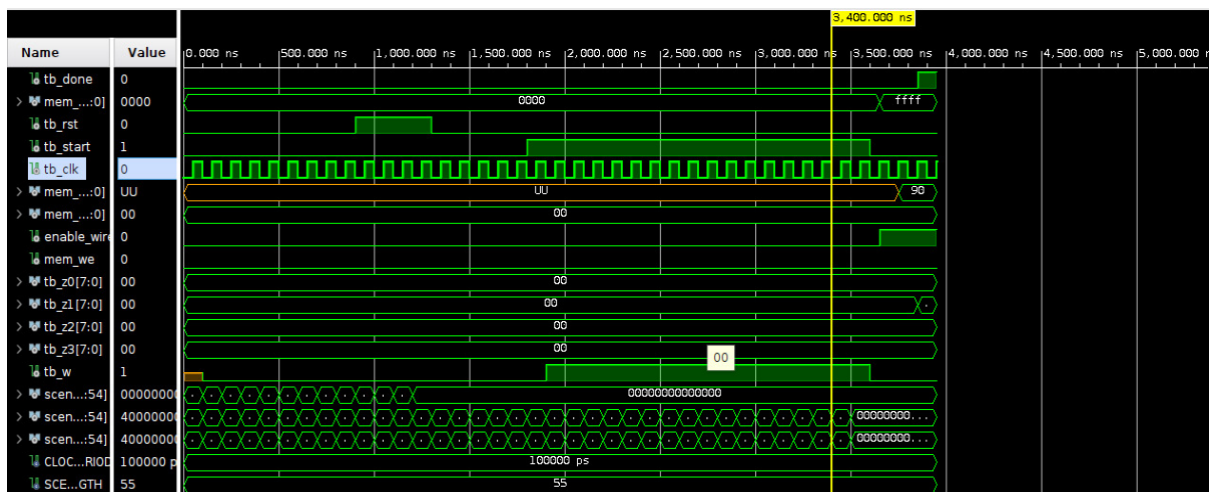 3,400.000 ns
Name Value 0.000 ns 500.000 ns 1,000.000 ns 1,500.000 ns 2,000.000 ns 2,500.000 ns 3,000.000 ns 3,500.000 ns 4,000.000 ns 4,500.000 ns 5,000.000 n
tb_done 0
mem_...:0] 0000 0000 ffff
tb_rst 0
tb_start 1
tb_clk 0
mem_...:0] UU UU 90
mem_...:0] 00 00
enable_wire 0
mem_we 0
tb_z0[7:0] 00 00
tb_z1[7:0] 00 00
tb_z2[7:0] 00 00
tb_z3[7:0] 00 00
00
tb_w 1
scen...:54] 00000000 00000000000000
scen...:54] 40000000 00000000...
scen...:54] 40000000 00000000...
CLOC...RIOD 100000 p 100000 ps
SCE...GTH 55 55